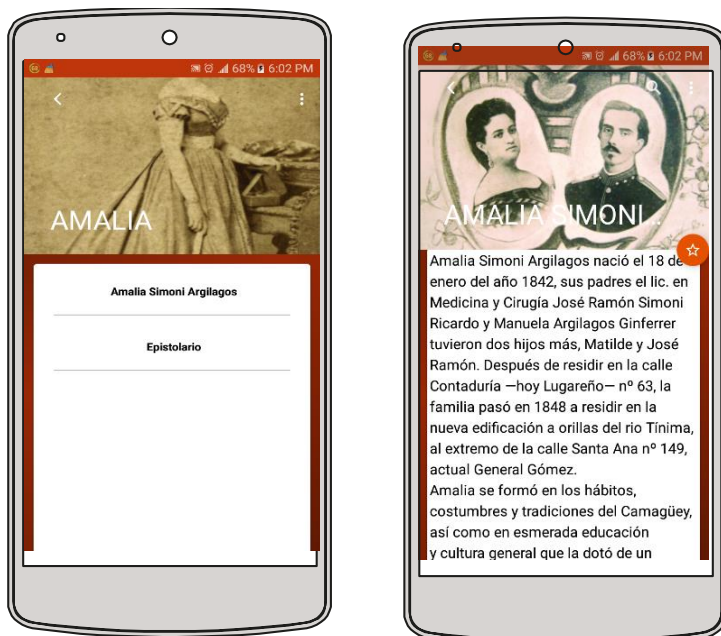 68% 6:02 PM
AMALIA
Amalia Simoni Argilagos
Epistolario
68% 6:02 PM
AMALIA SIMONI...
Amalia Simoni Argilagos nació el 18 de
enero del año 1842, sus padres el lic. en
Medicina y Cirugía José Ramón Simoni
Ricardo y Manuela Argilagos Ginferrer
tuvieron dos hijos más, Matilde y José
Ramón. Después de residir en la calle
Contaduría —hoy Lugareño— nº 63, la
familia pasó en 1848 a residir en la
nueva edificación a orillas del rio Tínima,
al extremo de la calle Santa Ana nº 149,
actual General Gómez.
Amalia se formó en los hábitos,
costumbres y tradiciones del Camagüey,
así como en esmerada educación
y cultura general que la dotó de un